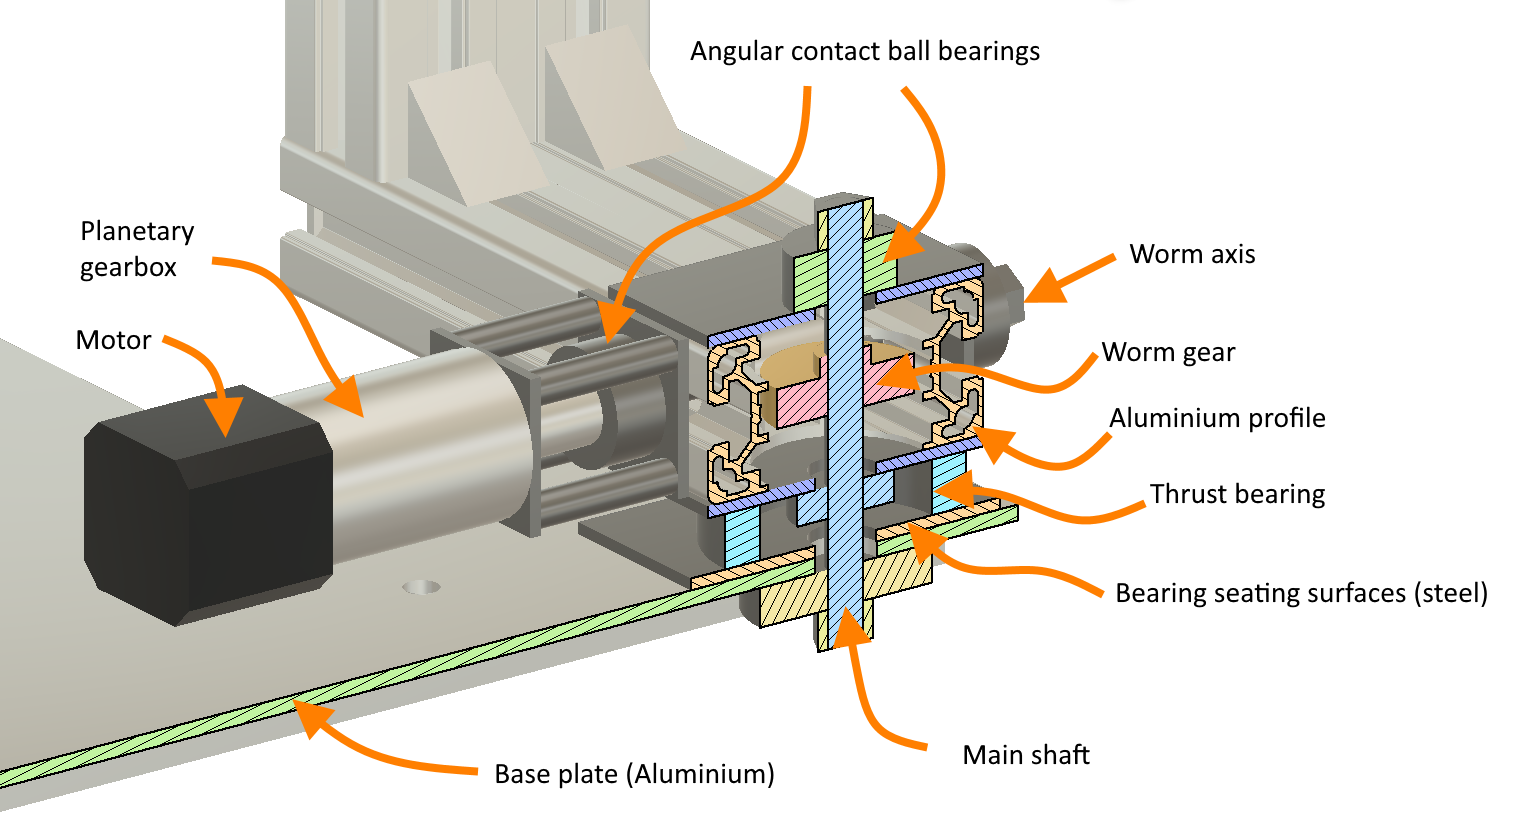 Angular contact ball bearings
Planetary
gearbox
Worm axis
Motor
Worm gear
Aluminium profile
Thrust bearing
Bearing seating surfaces (steel)
Main shaft
Base plate (Aluminium)